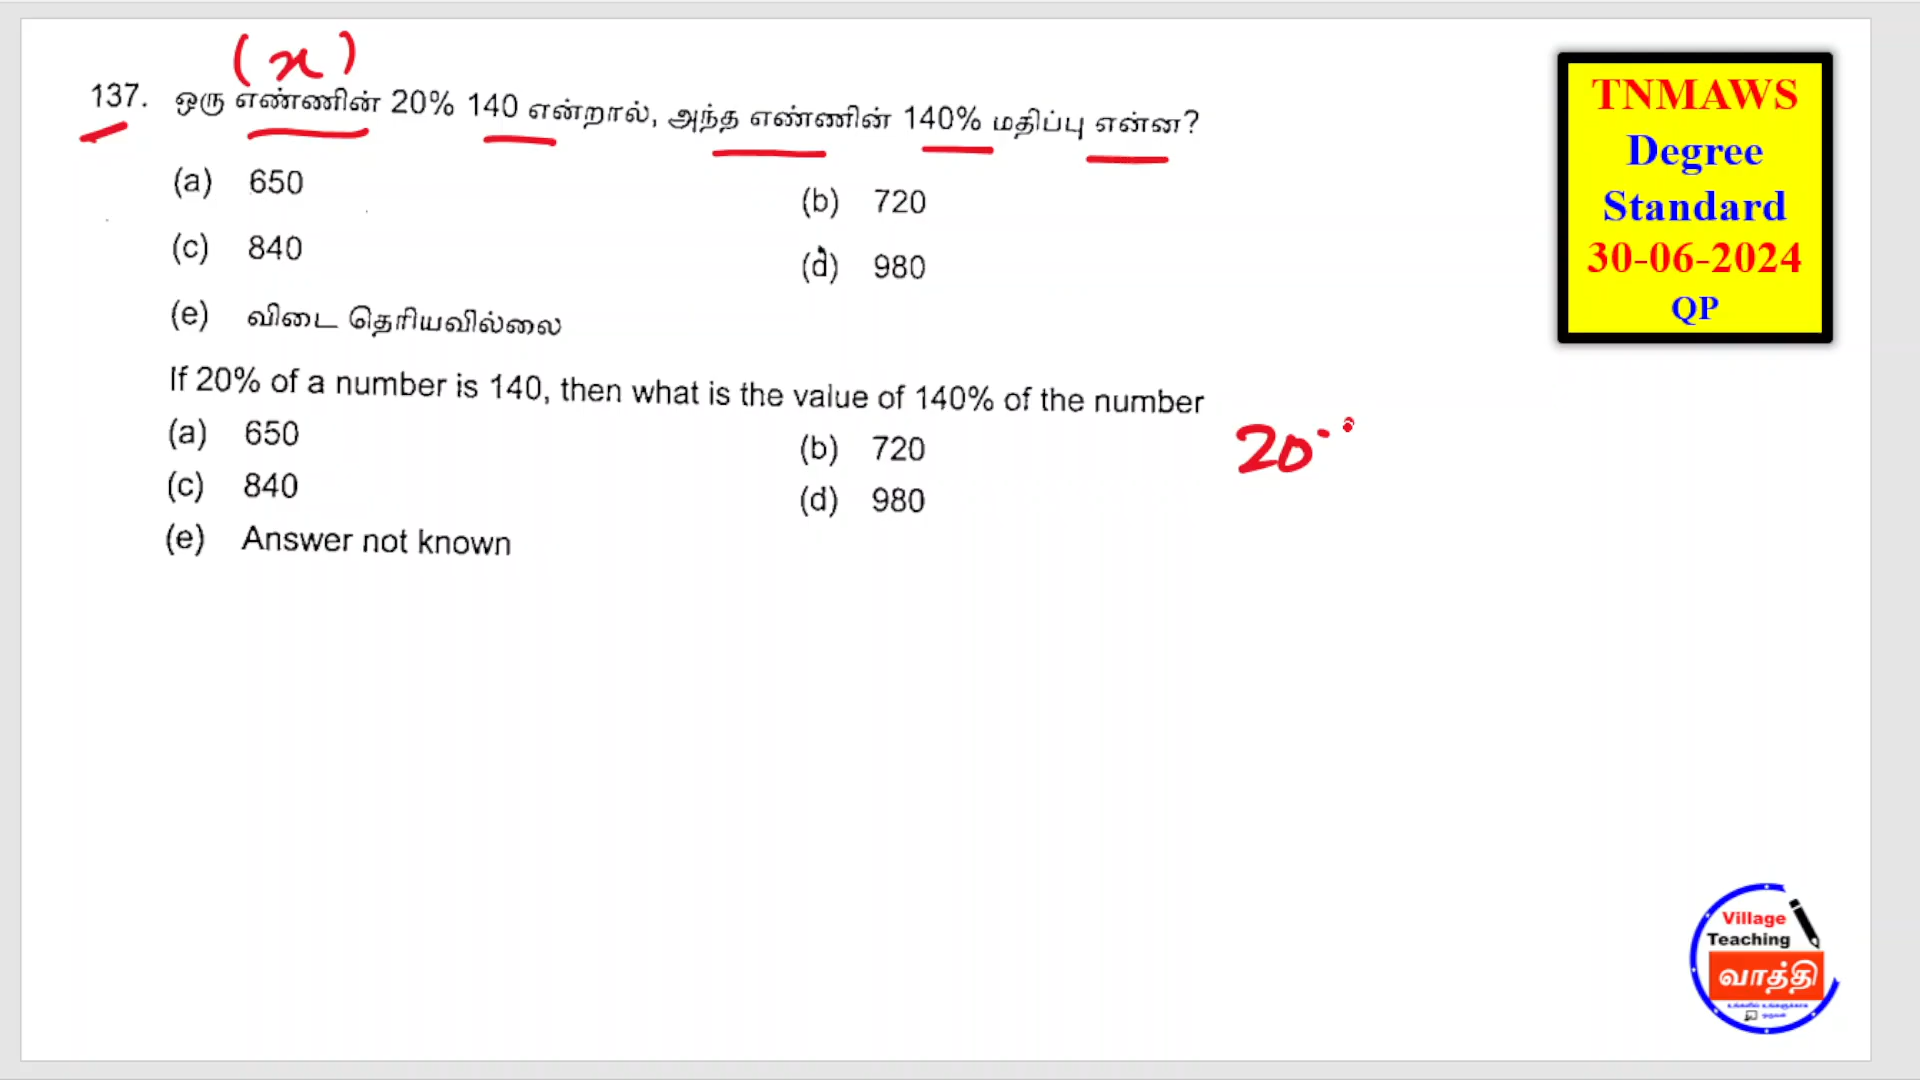 (x)
137. ஒரு எண்ணின் 20% 140 என்றால், அந்த எண்ணின் 140% மதிப்பு என்ன?
(a) 650
(b) 720
(c) 840
(d) 980
(e) விடை தெரியவில்லை
If 20% of a number is 140, then what is the value of 140% of the number
(a) 650
(b) 720
(c) 840
(d) 980
(e) Answer not known
20
TNMAWS
Degree
Standard
30-06-2024
QP
Village
Teaching
வாத்தி